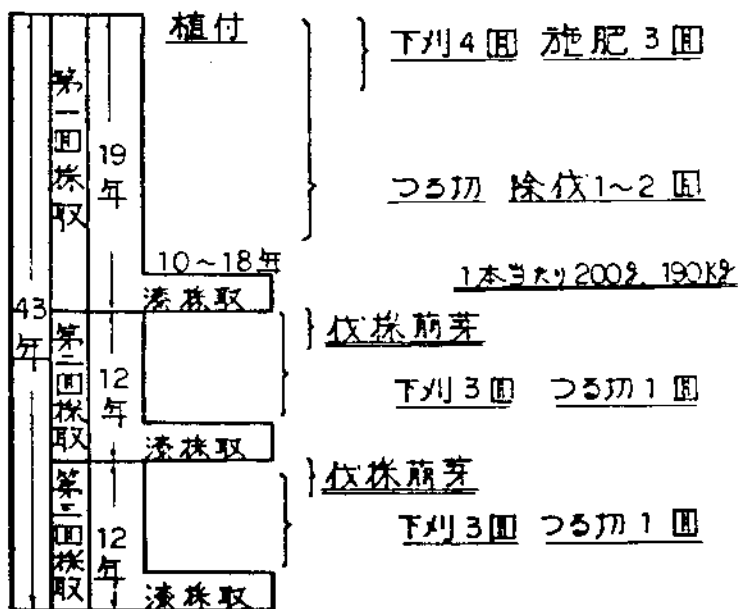 植付
下刈4回 施肥3回
第一回採取
19年
つる切 除伐1~2回
10~18年
1本当たり200g 190Kg
漆採取
43年
伐採萠芽
第二回採取
12年
下刈3回 つる切1回
漆採取
伐採萠芽
第三回採取
12年
下刈3回 つる切1回
漆採取